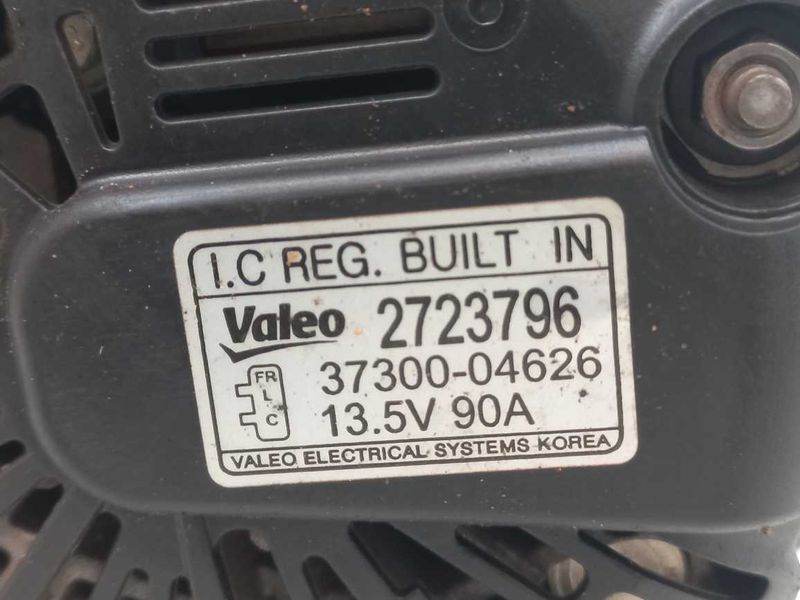 I.C REG. BUILT IN
Valeo 2723796
FR
L
C
37300-04626
13.5V 90A
VALEO ELECTRICAL SYSTEMS KOREA